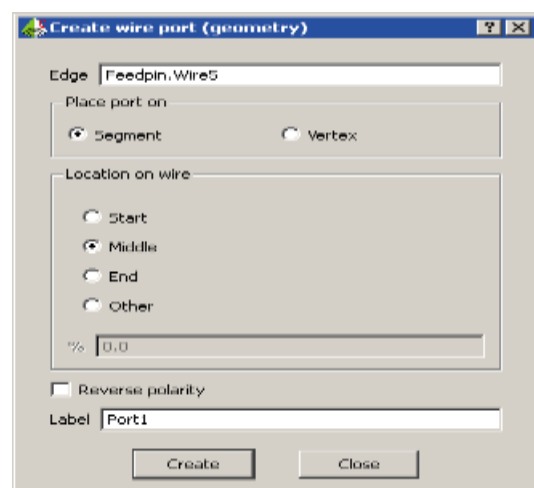 Create wire port (geometry) ?
Edge Feedpin.Wire5
Place port on
Segment Vertex
Location on wire
Start
Middle
End
Other
% 0.0
Reverse polarity
Label Port1
Create Close